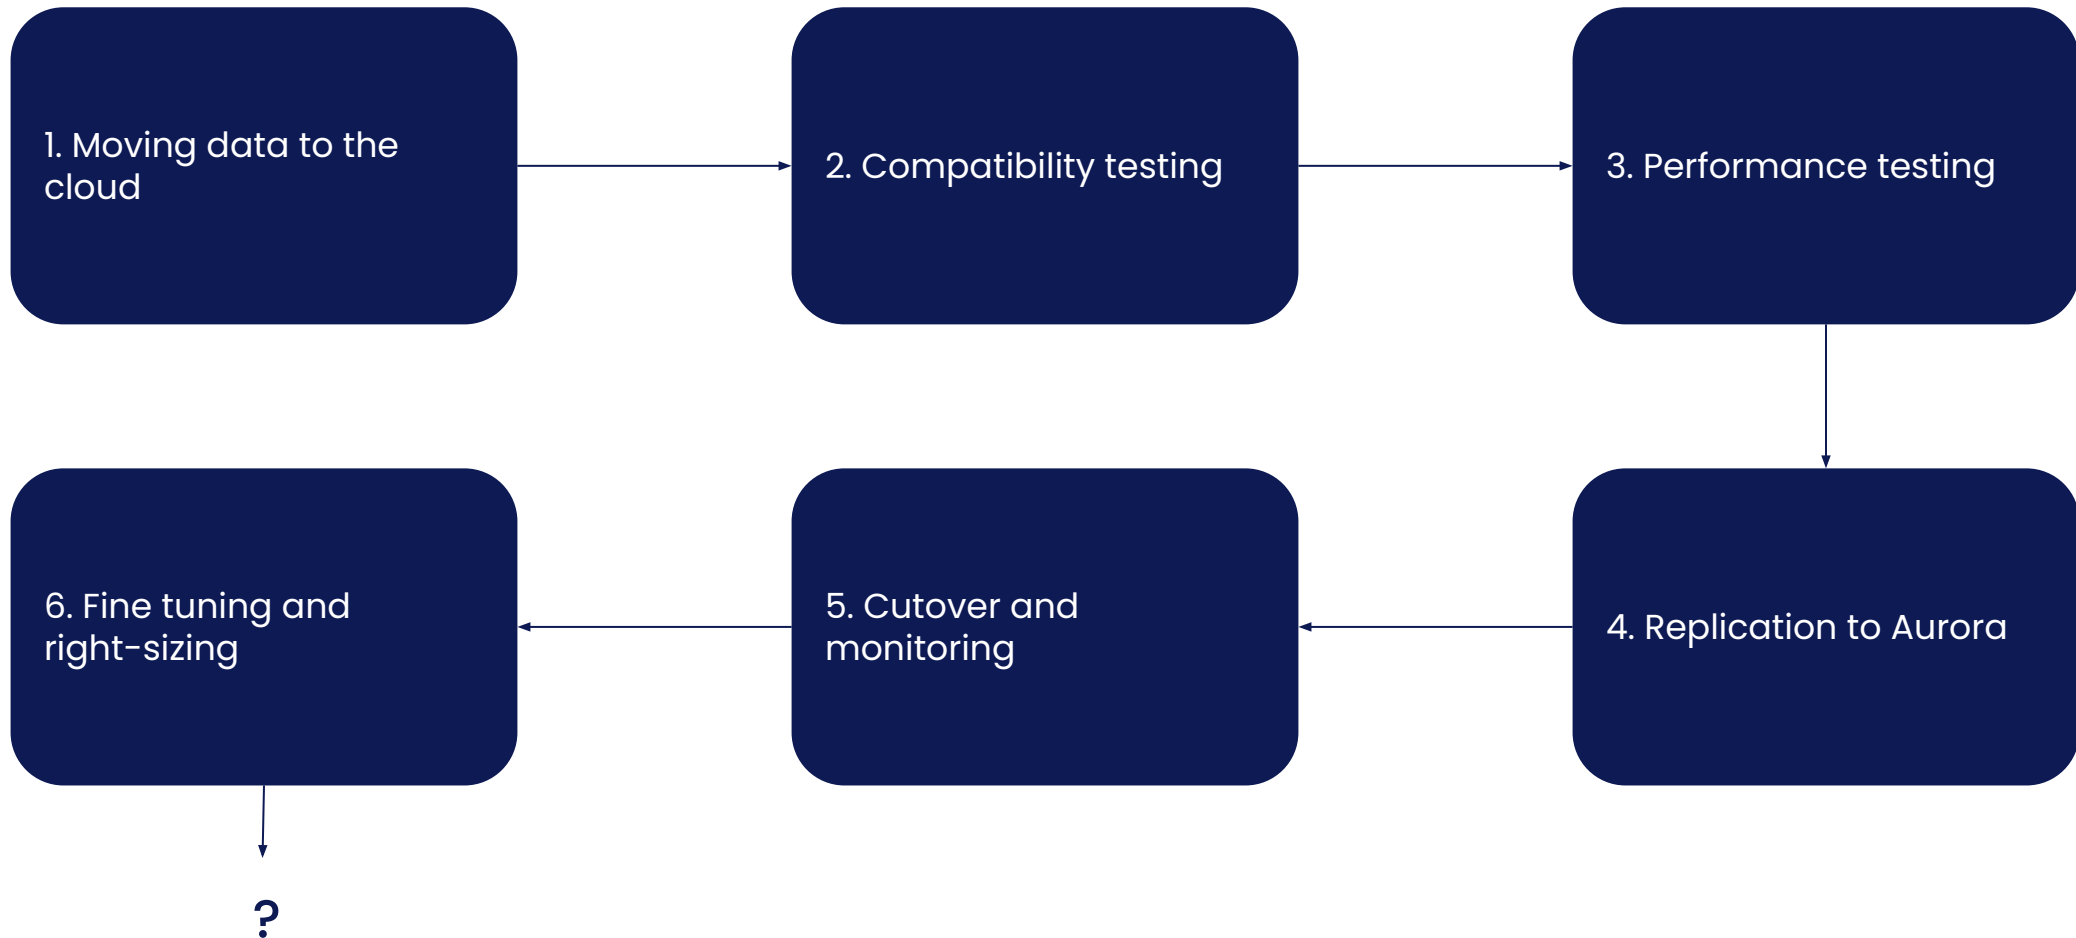 1. Moving data to the
cloud
2. Compatibility testing
3. Performance testing
4. Replication to Aurora
5. Cutover and
monitoring
6. Fine tuning and
right-sizing
?